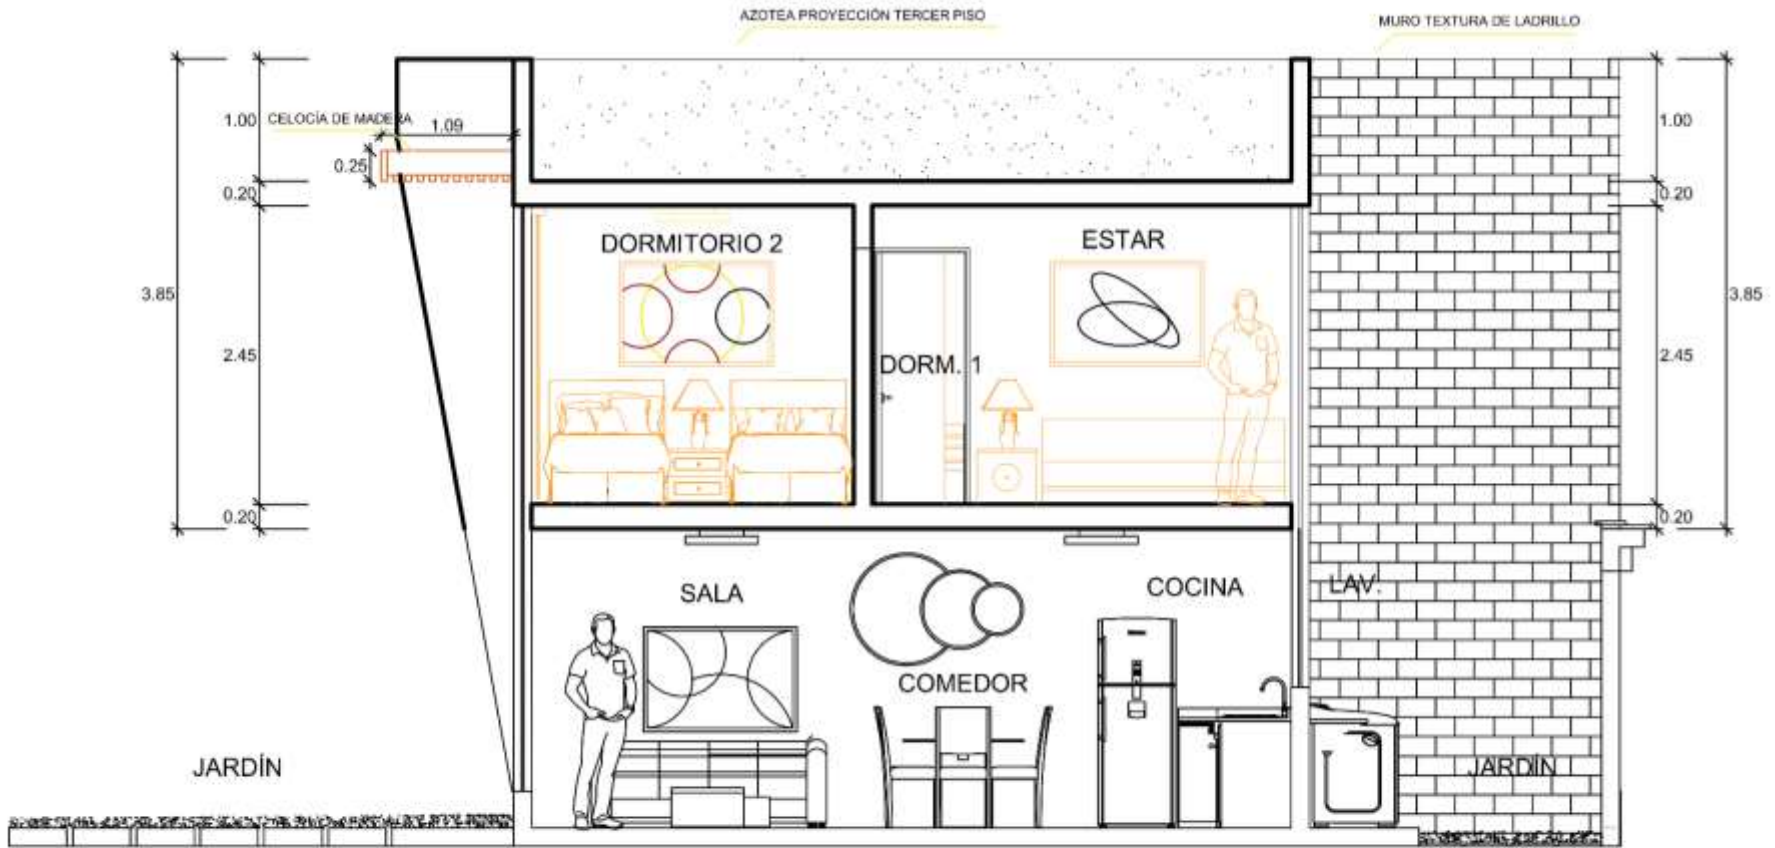 AZOTEA PROYECCIÓN TERCER PISO
MURO TEXTURA DE LADRILLO
1.00
CELOCÍA DE MADERA
1.09
1.00
0.25
0.20
0.20
DORMITORIO 2
ESTAR
3.85
3.85
2.45
DORM. 1
2.45
0.20
0.20
SALA
COCINA
LAV.
COMEDOR
JARDÍN
JARDÍN